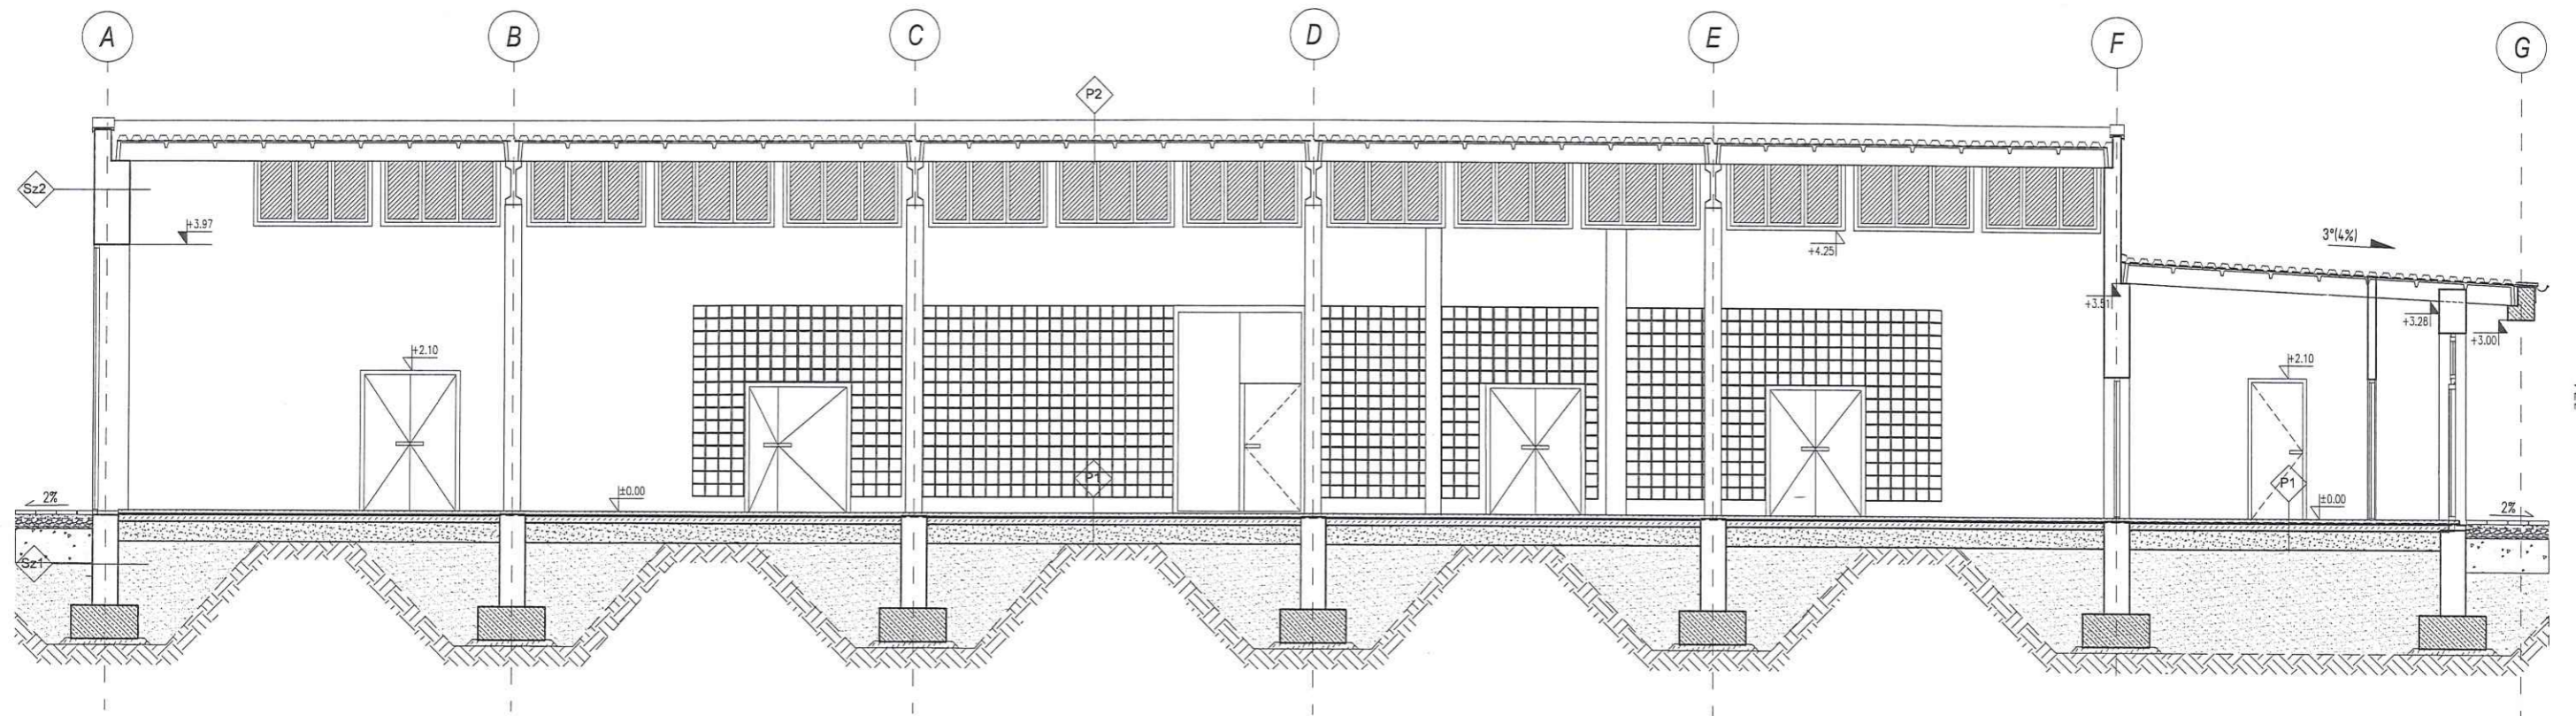 A
B
C
D
E
F
G
P2
Sz2
+3.97
+4.25
3°(4%)
+3.51
+3.28
+3.00
+2.10
+2.10
P1
P1
±0.00
±0.00
2%
2%
Sz1